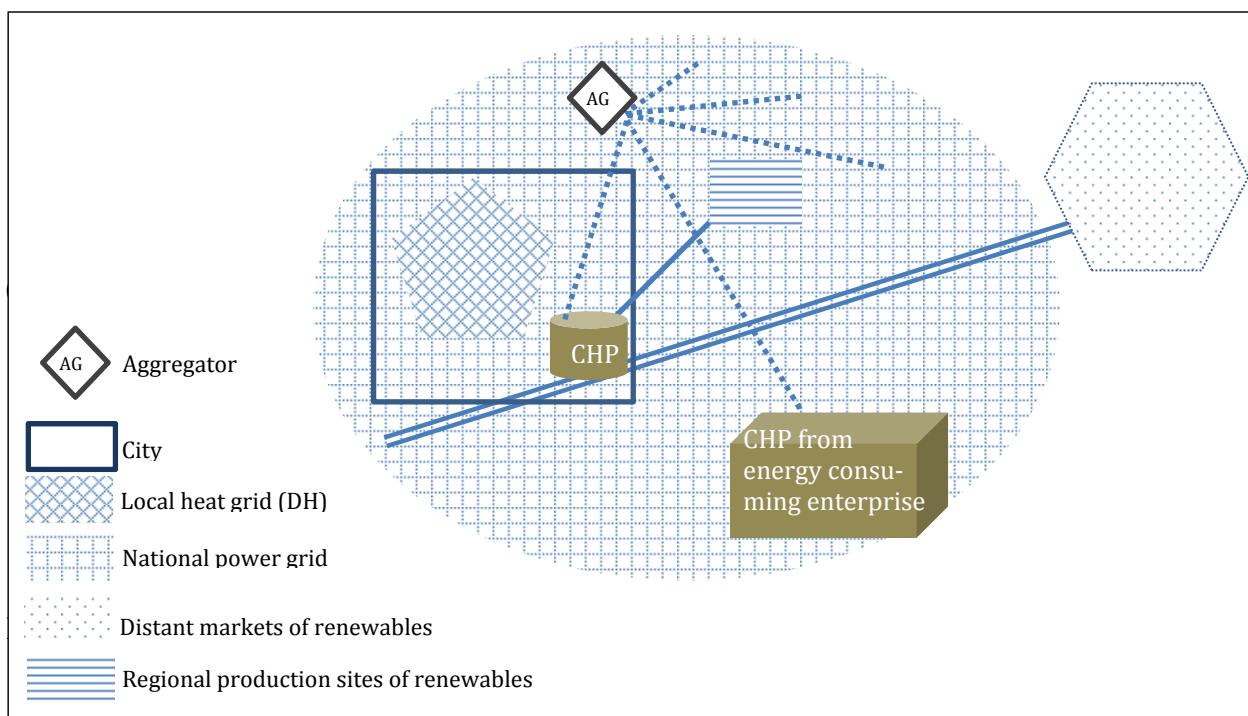 AG
CHP
CHP from
energy consu-
ming enterprise
AG
Aggregator
City
Local heat grid (DH)
National power grid
Distant markets of renewables
Regional production sites of renewables